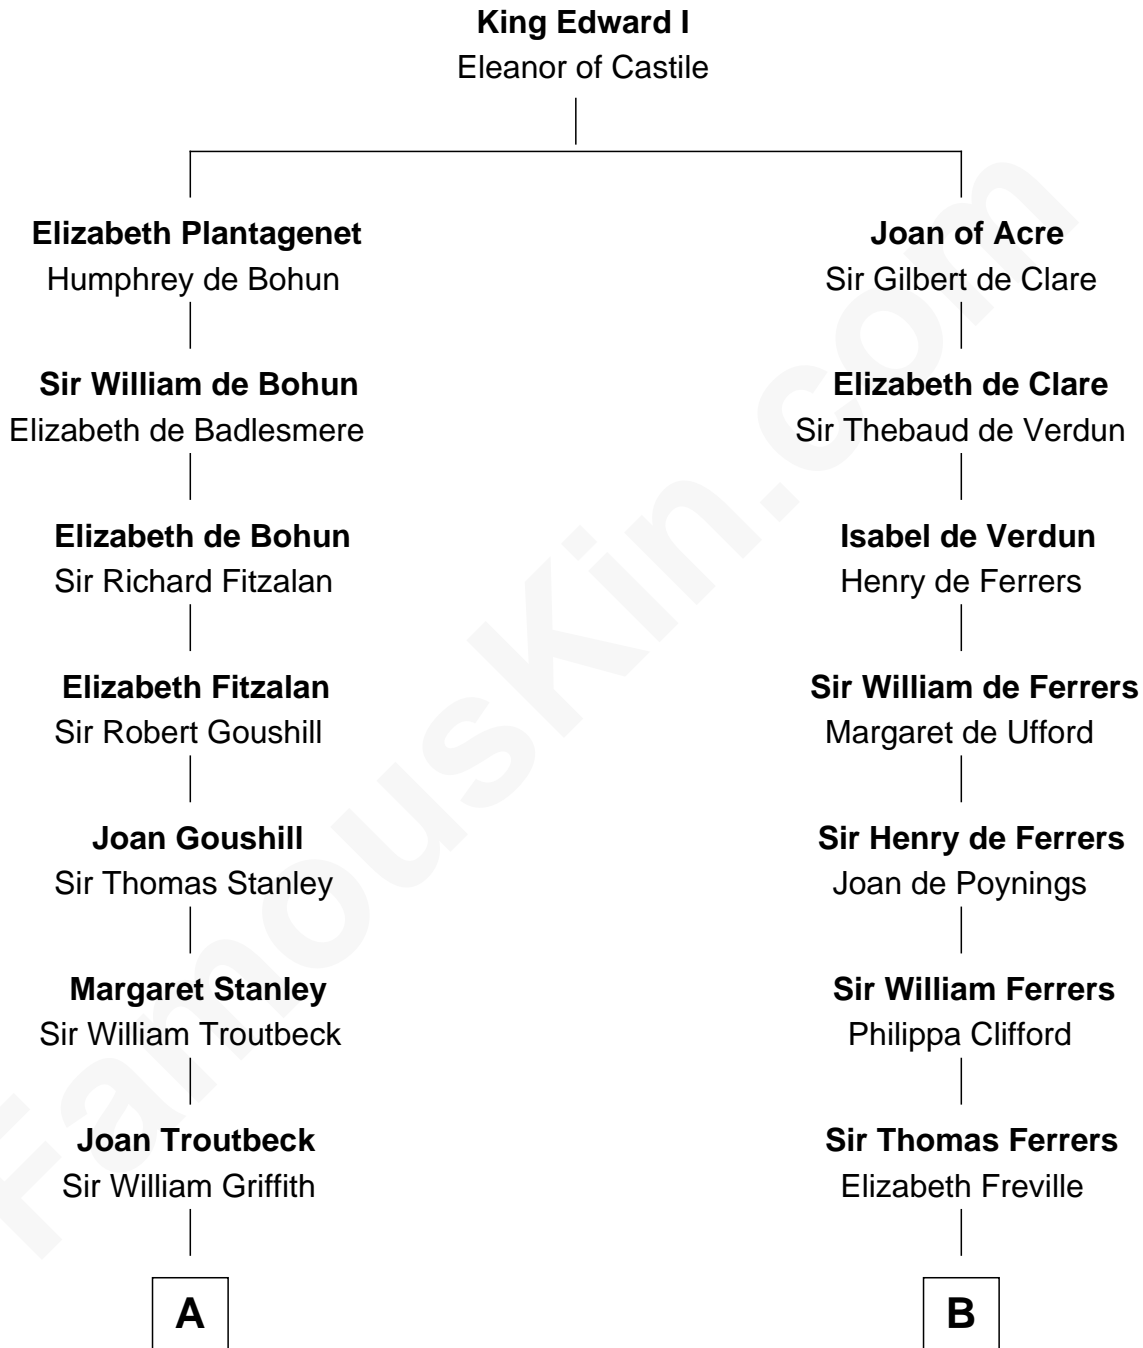 King Edward I
Eleanor of Castile
Elizabeth Plantagenet
Humphrey de Bohun
Joan of Acre
Sir Gilbert de Clare
Sir William de Bohun
Elizabeth de Badlesmere
Elizabeth de Clare
Sir Thebaud de Verdun
Elizabeth de Bohun
Sir Richard Fitzalan
Isabel de Verdun
Henry de Ferrers
Elizabeth Fitzalan
Sir Robert Goushill
Sir William de Ferrers
Margaret de Ufford
Joan Goushill
Sir Thomas Stanley
Sir Henry de Ferrers
Joan de Poynings
Margaret Stanley
Sir William Troutbeck
Sir William Ferrers
Philippa Clifford
Joan Troutbeck
Sir William Griffith
Sir Thomas Ferrers
Elizabeth Freville
A
B
FamousKin.com